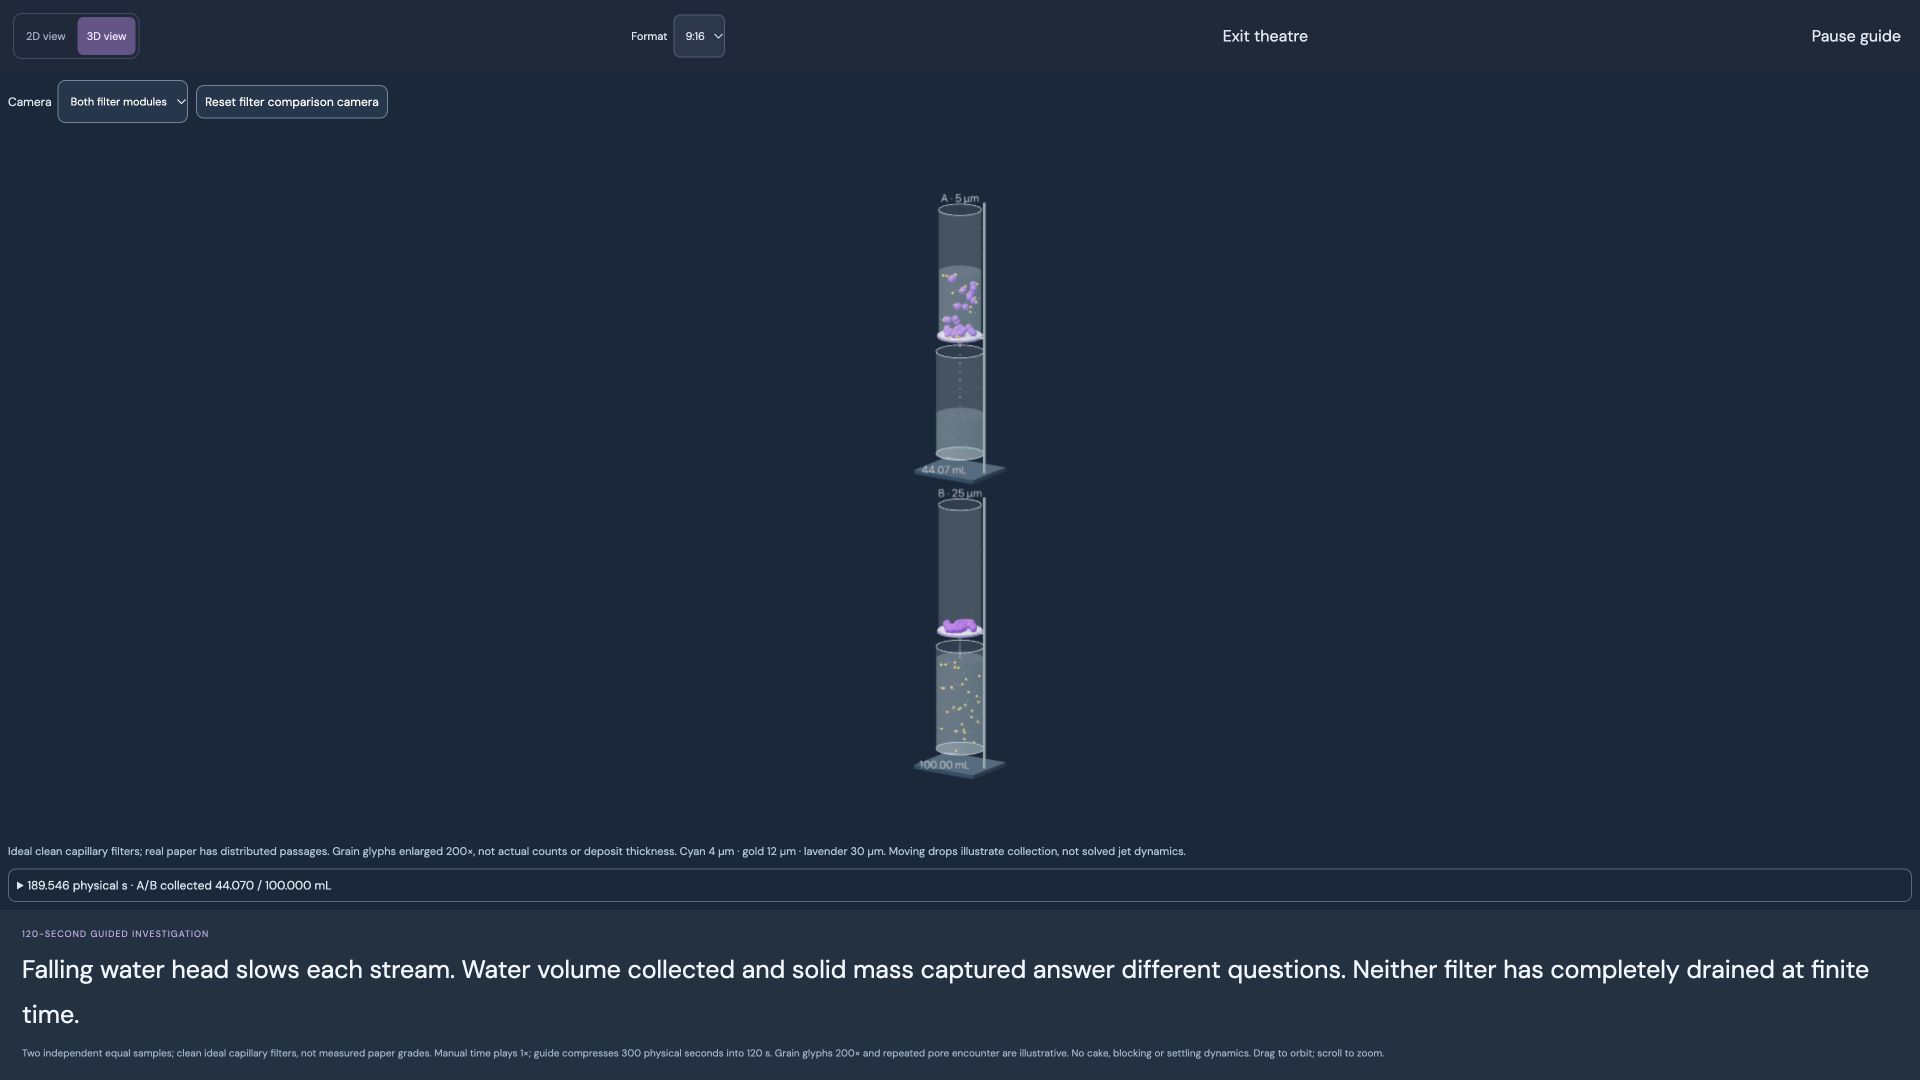 2D view 3D view Format 9:16 Exit theatre Pause guide
Camera Both filter modules Reset filter comparison camera
A · 5 µm
44.07 mL
B · 25 µm
100.00 mL
Ideal clean capillary filters; real paper has distributed passages. Grain glyphs enlarged 200×, not actual counts or deposit thickness. Cyan 4 µm · gold 12 µm · lavender 30 µm. Moving drops illustrate collection, not solved jet dynamics.
189.546 physical s · A/B collected 44.070 / 100.000 mL
120-SECOND GUIDED INVESTIGATION
Falling water head slows each stream. Water volume collected and solid mass captured answer different questions. Neither filter has completely drained at finite
time.
Two independent equal samples; clean ideal capillary filters, not measured paper grades. Manual time plays 1×; guide compresses 300 physical seconds into 120 s. Grain glyphs 200× and repeated pore encounter are illustrative. No cake, blocking or settling dynamics. Drag to orbit; scroll to zoom.